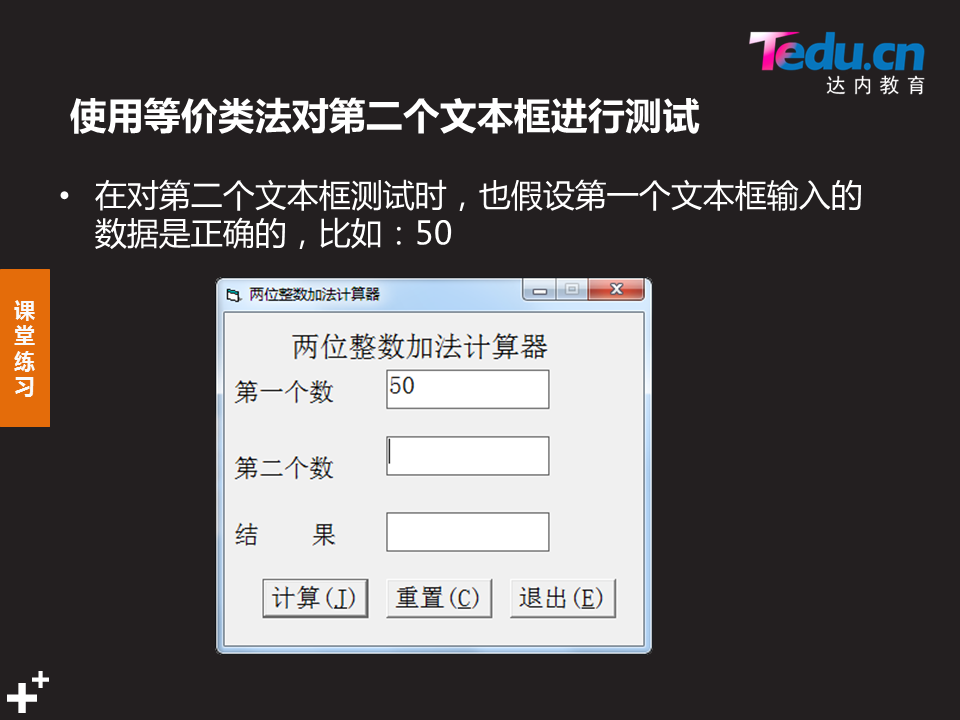 Tedu.cn
达内教育
使用等价类法对第二个文本框进行测试
• 在对第二个文本框测试时，也假设第一个文本框输入的
数据是正确的，比如：50
课
堂
练
习
两位整数加法计算器
两位整数加法计算器
第一个数 50
第二个数
结 果
计算(J) 重置(C) 退出(E)